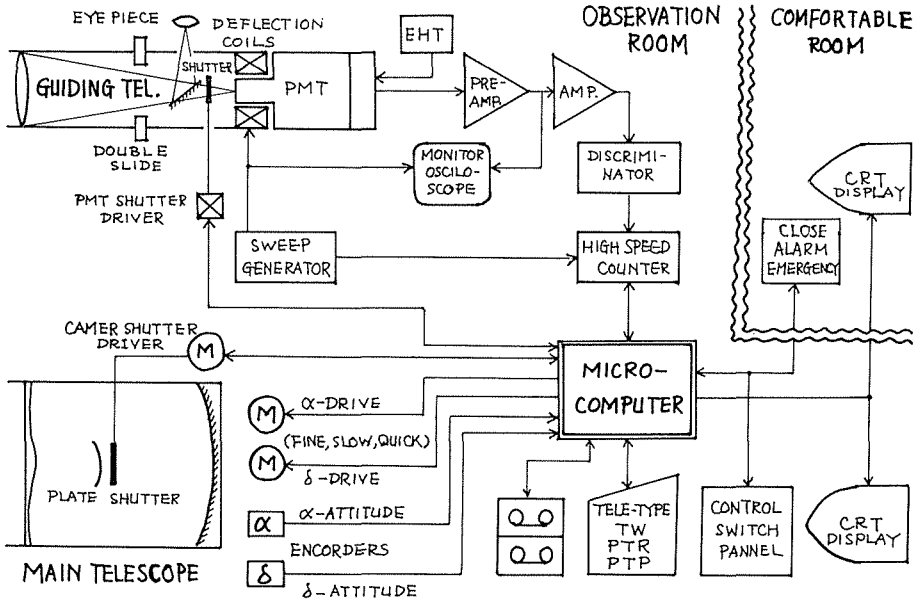 EYE PIECE
DEFLECTION
COILS
SHUTTER
GUIDING TEL.
PMT
EHT
DOUBLE
SLIDE
PMT SHUTTER
DRIVER
PRE-
AMP.
AMP.
MONITOR
OSCILO-
SCOPE
DISCRIMI-
NATOR
SWEEP
GENERATOR
HIGH SPEED
COUNTER
OBSERVATION
ROOM
COMFORTABLE
ROOM
CRT
DISPLAY
CLOSE
ALARM
EMERGENCY
CAMER SHUTTER
DRIVER
M
MICRO-
COMPUTER
M
α-DRIVE
(FINE, SLOW, QUICK)
M
δ-DRIVE
α
α-ATTITUDE
ENCORDERS
δ
δ-ATTITUDE
PLATE SHUTTER
MAIN TELESCOPE
TELE-TYPE
TW
PTR
PTP
CONTROL
SWITCH
PANNEL
CRT
DISPLAY